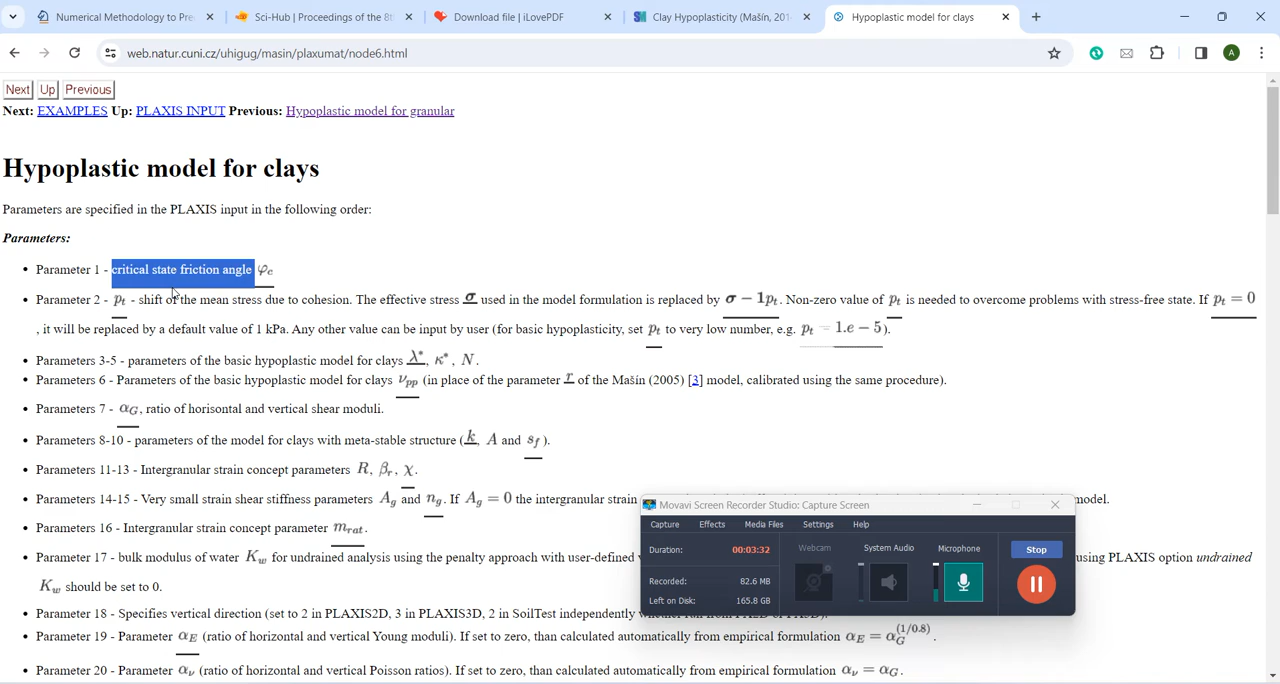 Numerical Methodology to Pre
Sci-Hub | Proceedings of the 8th
Download file | iLovePDF
Clay Hypoplasticity (Mašín, 201
Hypoplastic model for clays
web.natur.cuni.cz/uhigug/masin/plaxumat/node6.html
A
Next Up Previous
Next: EXAMPLES Up: PLAXIS INPUT Previous: Hypoplastic model for granular
Hypoplastic model for clays
Parameters are specified in the PLAXIS input in the following order:
Parameters:
• Parameter 1 - critical state friction angle φc
• Parameter 2 - pt - shift of the mean stress due to cohesion. The effective stress σ used in the model formulation is replaced by σ − 1pt. Non-zero value of pt is needed to overcome problems with stress-free state. If pt = 0
, it will be replaced by a default value of 1 kPa. Any other value can be input by user (for basic hypoplasticity, set pt to very low number, e.g. pt = 1.e − 5).
• Parameters 3-5 - parameters of the basic hypoplastic model for clays λ*, κ*, N.
• Parameters 6 - Parameters of the basic hypoplastic model for clays νpp (in place of the parameter r of the Mašín (2005) [3] model, calibrated using the same procedure).
• Parameters 7 - αG, ratio of horisontal and vertical shear moduli.
• Parameters 8-10 - parameters of the model for clays with meta-stable structure (k, A and sf).
• Parameters 11-13 - Intergranular strain concept parameters R, βr, χ.
• Parameters 14-15 - Very small strain shear stiffness parameters Ag and ng. If Ag = 0 the intergranular strain model.
• Parameters 16 - Intergranular strain concept parameter mrat.
• Parameter 17 - bulk modulus of water Kw for undrained analysis using the penalty approach with user-defined using PLAXIS option undrained
Kw should be set to 0.
• Parameter 18 - Specifies vertical direction (set to 2 in PLAXIS2D, 3 in PLAXIS3D, 2 in SoilTest independently
• Parameter 19 - Parameter αE (ratio of horizontal and vertical Young moduli). If set to zero, than calculated automatically from empirical formulation αE = αG(1/0.8).
• Parameter 20 - Parameter αν (ratio of horizontal and vertical Poisson ratios). If set to zero, than calculated automatically from empirical formulation αν = αG.
Movavi Screen Recorder Studio: Capture Screen
Capture Effects Media Files Settings Help
Duration: 00:03:32
Webcam System Audio Microphone
Stop
Recorded: 82.6 MB
Left on Disk: 165.8 GB